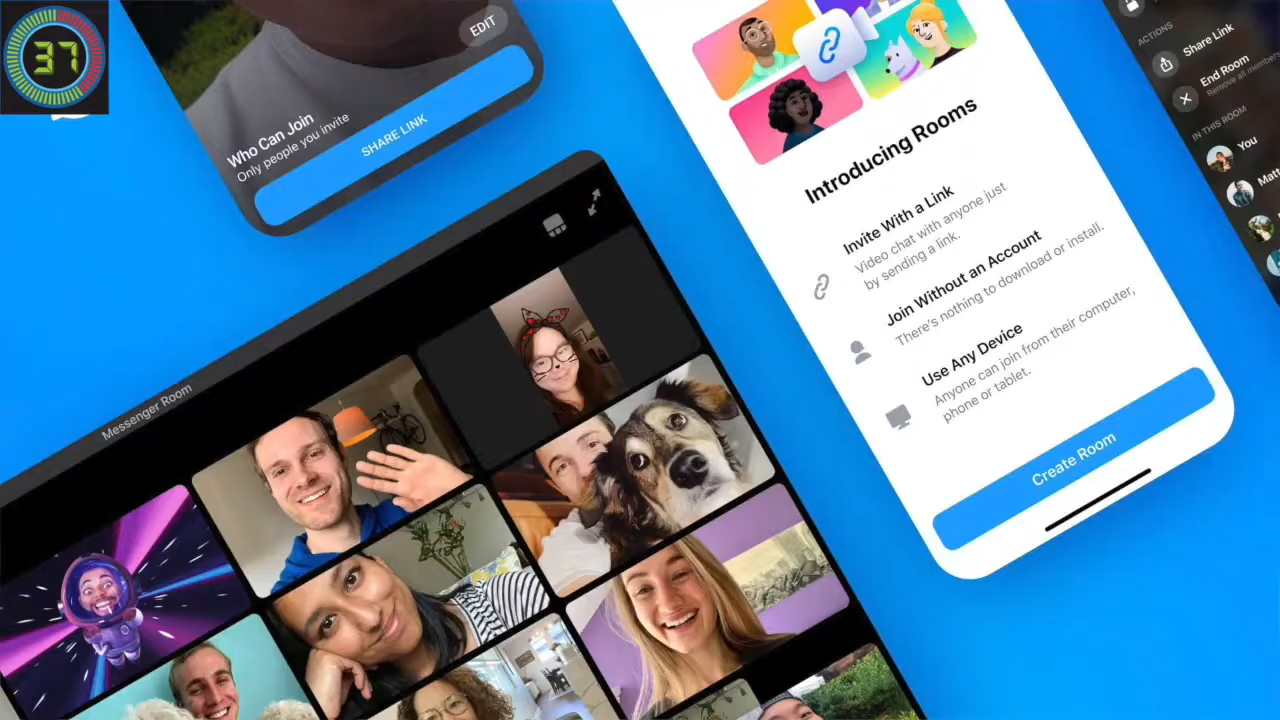 37
EDIT
Who Can Join
Only people you invite
SHARE LINK
Messenger Room
Introducing Rooms
Invite With a Link
Video chat with anyone just
by sending a link.
Join Without an Account
There's nothing to download or install.
Use Any Device
Anyone can join from their computer,
phone or tablet.
Create Room
ACTIONS
Share Link
End Room
Remove all members
IN THIS ROOM
You
Matt